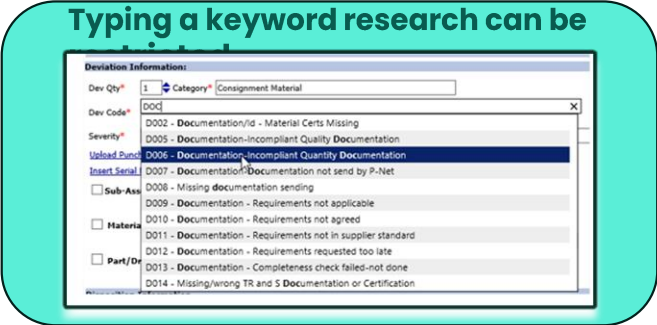 Typing a keyword research can be
restricted
Deviation Information:
Dev Qty* 1 Category* Consignment Material
Dev Code* DOC X
D002 - Documentation/Id - Material Certs Missing
Severity* D005 - Documentation-Incompliant Quality Documentation
Upload Punc D006 - Documentation-Incompliant Quantity Documentation
Insert Serial D007 - Documentation-Documentation not send by P-Net
Sub-Ass D008 - Missing documentation sending
D009 - Documentation - Requirements not applicable
D010 - Documentation - Requirements not agreed
Materia D011 - Documentation - Requirements not in supplier standard
D012 - Documentation - Requirements requested too late
Part/Dr D013 - Documentation - Completeness check failed-not done
D014 - Missing/wrong TR and S Documentation or Certification
Disposition Information